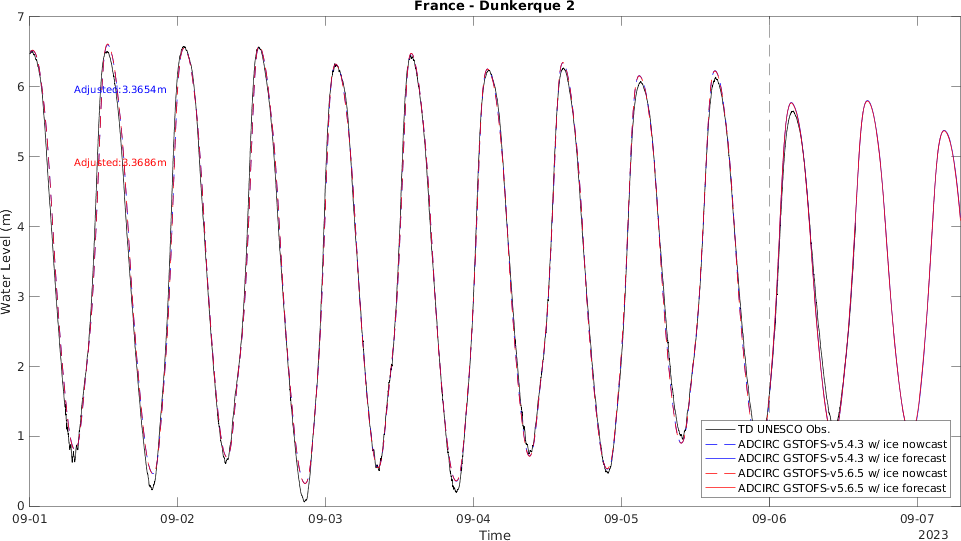 France - Dunkerque 2
7
6
5
4
3
2
1
0
Water Level (m)
Adjusted:3.3654m
Adjusted:3.3686m
TD UNESCO Obs.
ADCIRC GSTOFS-v5.4.3 w/ ice nowcast
ADCIRC GSTOFS-v5.4.3 w/ ice forecast
ADCIRC GSTOFS-v5.6.5 w/ ice nowcast
ADCIRC GSTOFS-v5.6.5 w/ ice forecast
09-01 09-02 09-03 09-04 09-05 09-06 09-07
Time
2023